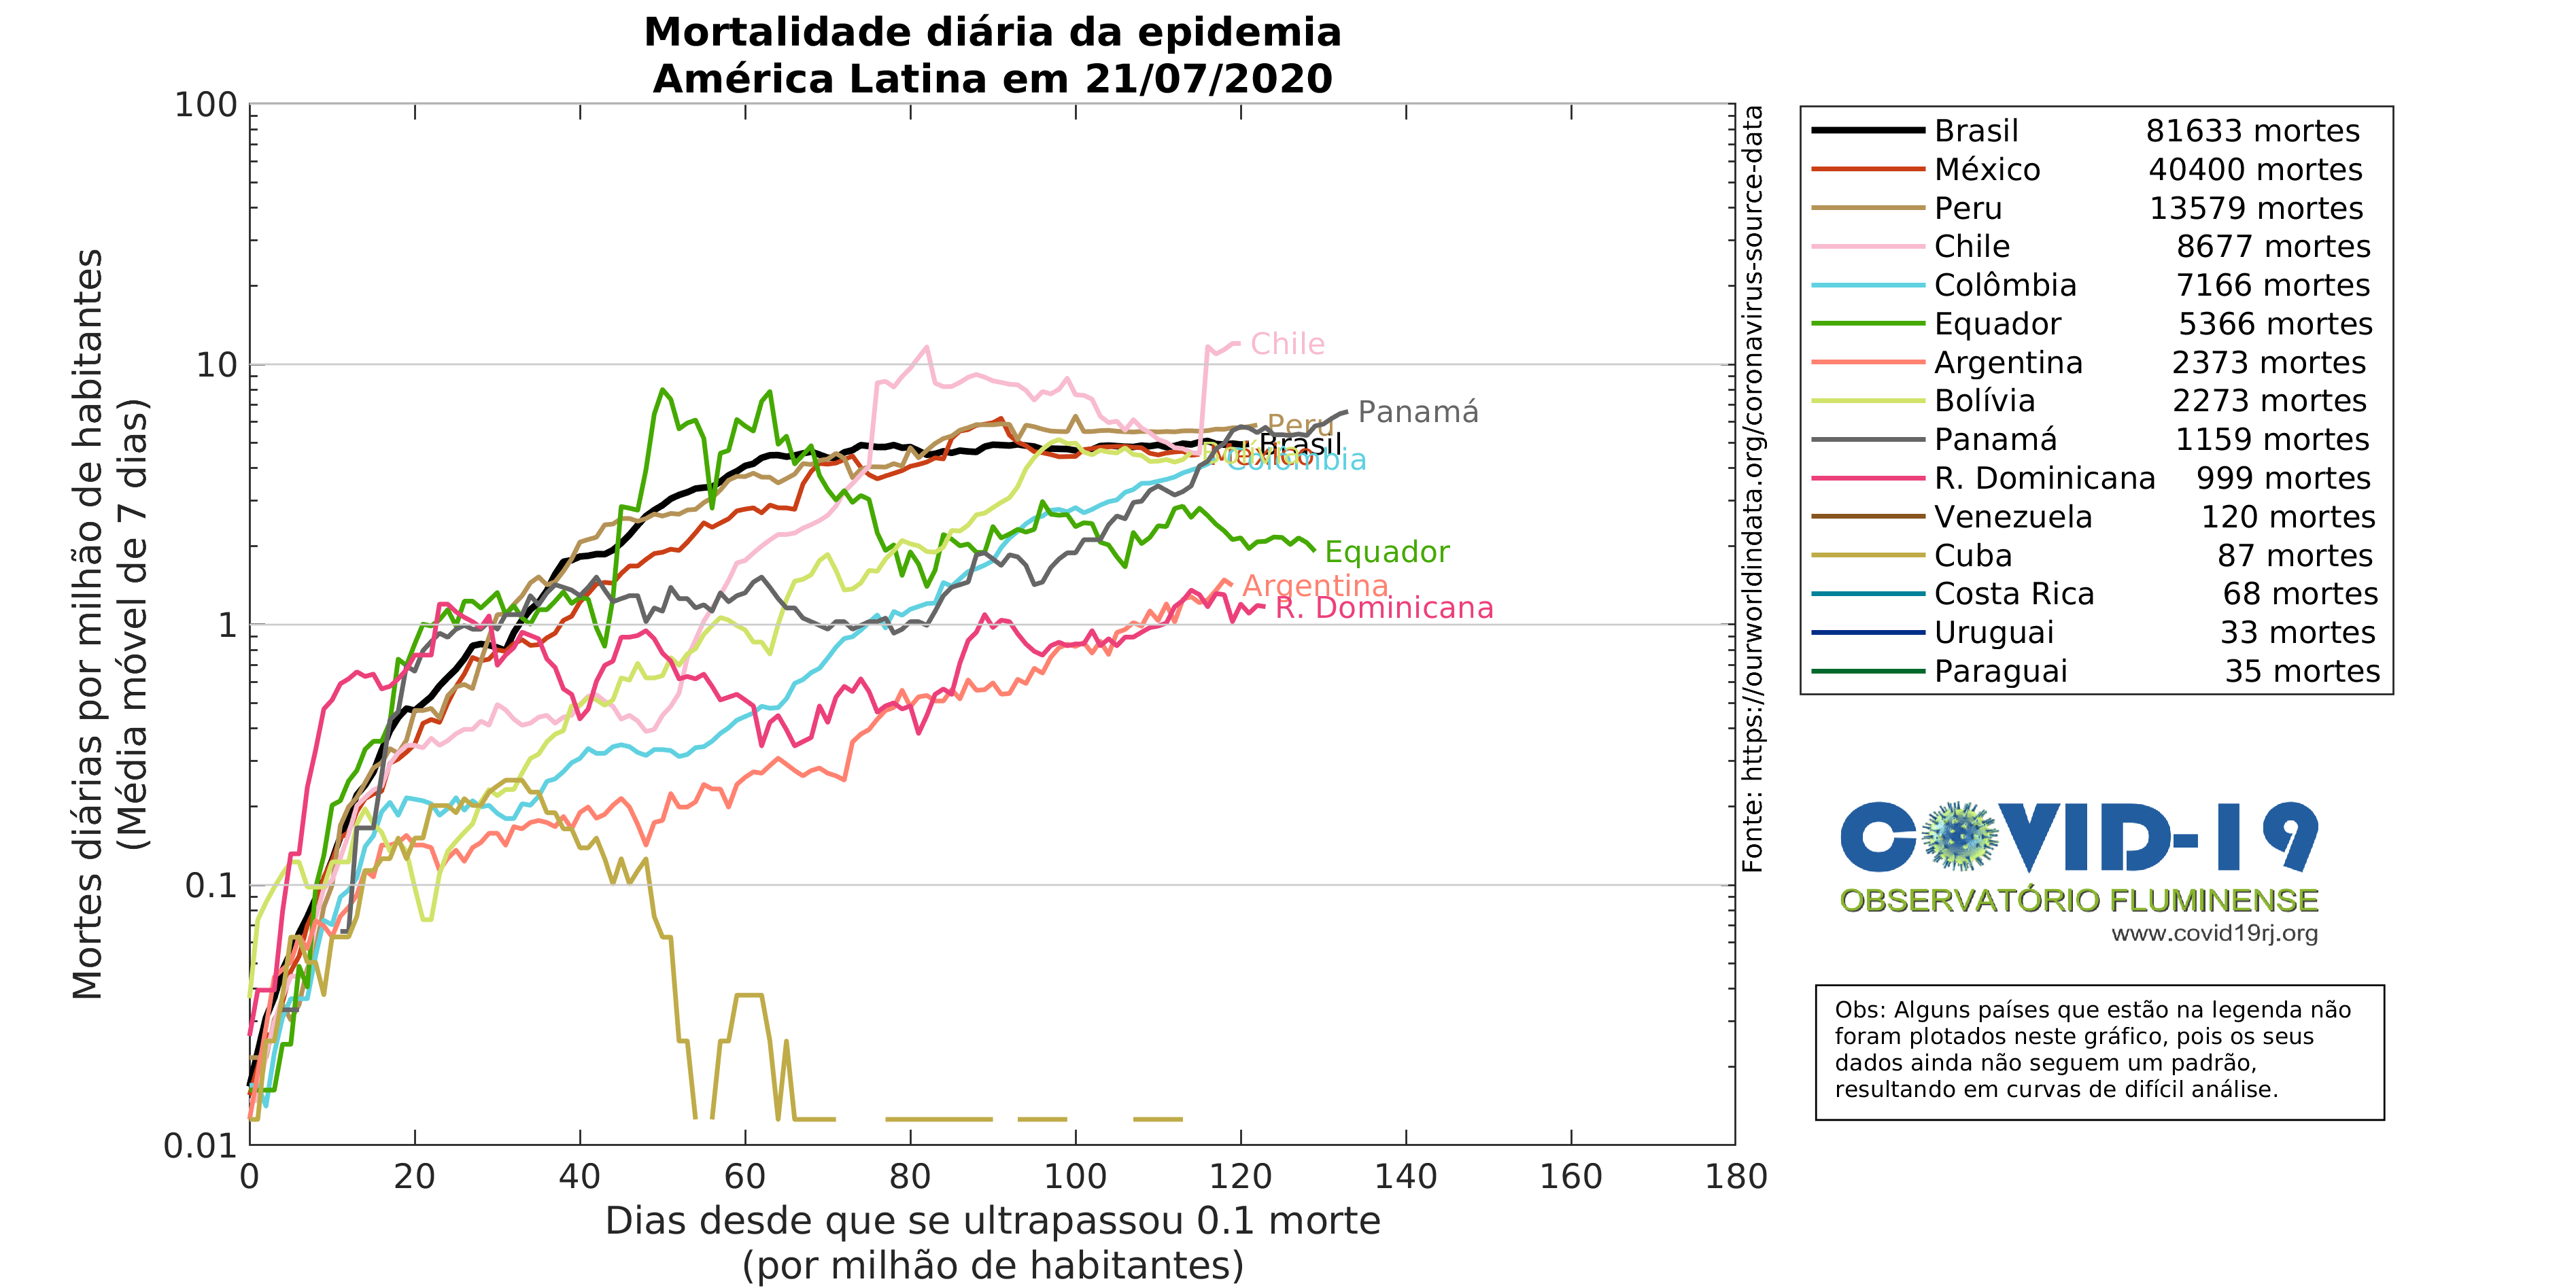 Mortalidade diária da epidemia
América Latina em 21/07/2020
Mortes diárias por milhão de habitantes
(Média móvel de 7 dias)
100
10
1
0.1
0.01
0
20
40
60
80
100
120
140
160
180
Dias desde que se ultrapassou 0.1 morte
(por milhão de habitantes)
Chile
Panamá
Peru
Brasil
México
Bolívia
Colômbia
Equador
Argentina
R. Dominicana
Fonte: https://ourworldindata.org/coronavirus-source-data
Brasil 81633 mortes
México 40400 mortes
Peru 13579 mortes
Chile 8677 mortes
Colômbia 7166 mortes
Equador 5366 mortes
Argentina 2373 mortes
Bolívia 2273 mortes
Panamá 1159 mortes
R. Dominicana 999 mortes
Venezuela 120 mortes
Cuba 87 mortes
Costa Rica 68 mortes
Uruguai 33 mortes
Paraguai 35 mortes
COVID-19
OBSERVATÓRIO FLUMINENSE
www.covid19rj.org
Obs: Alguns países que estão na legenda não
foram plotados neste gráfico, pois os seus
dados ainda não seguem um padrão,
resultando em curvas de difícil análise.